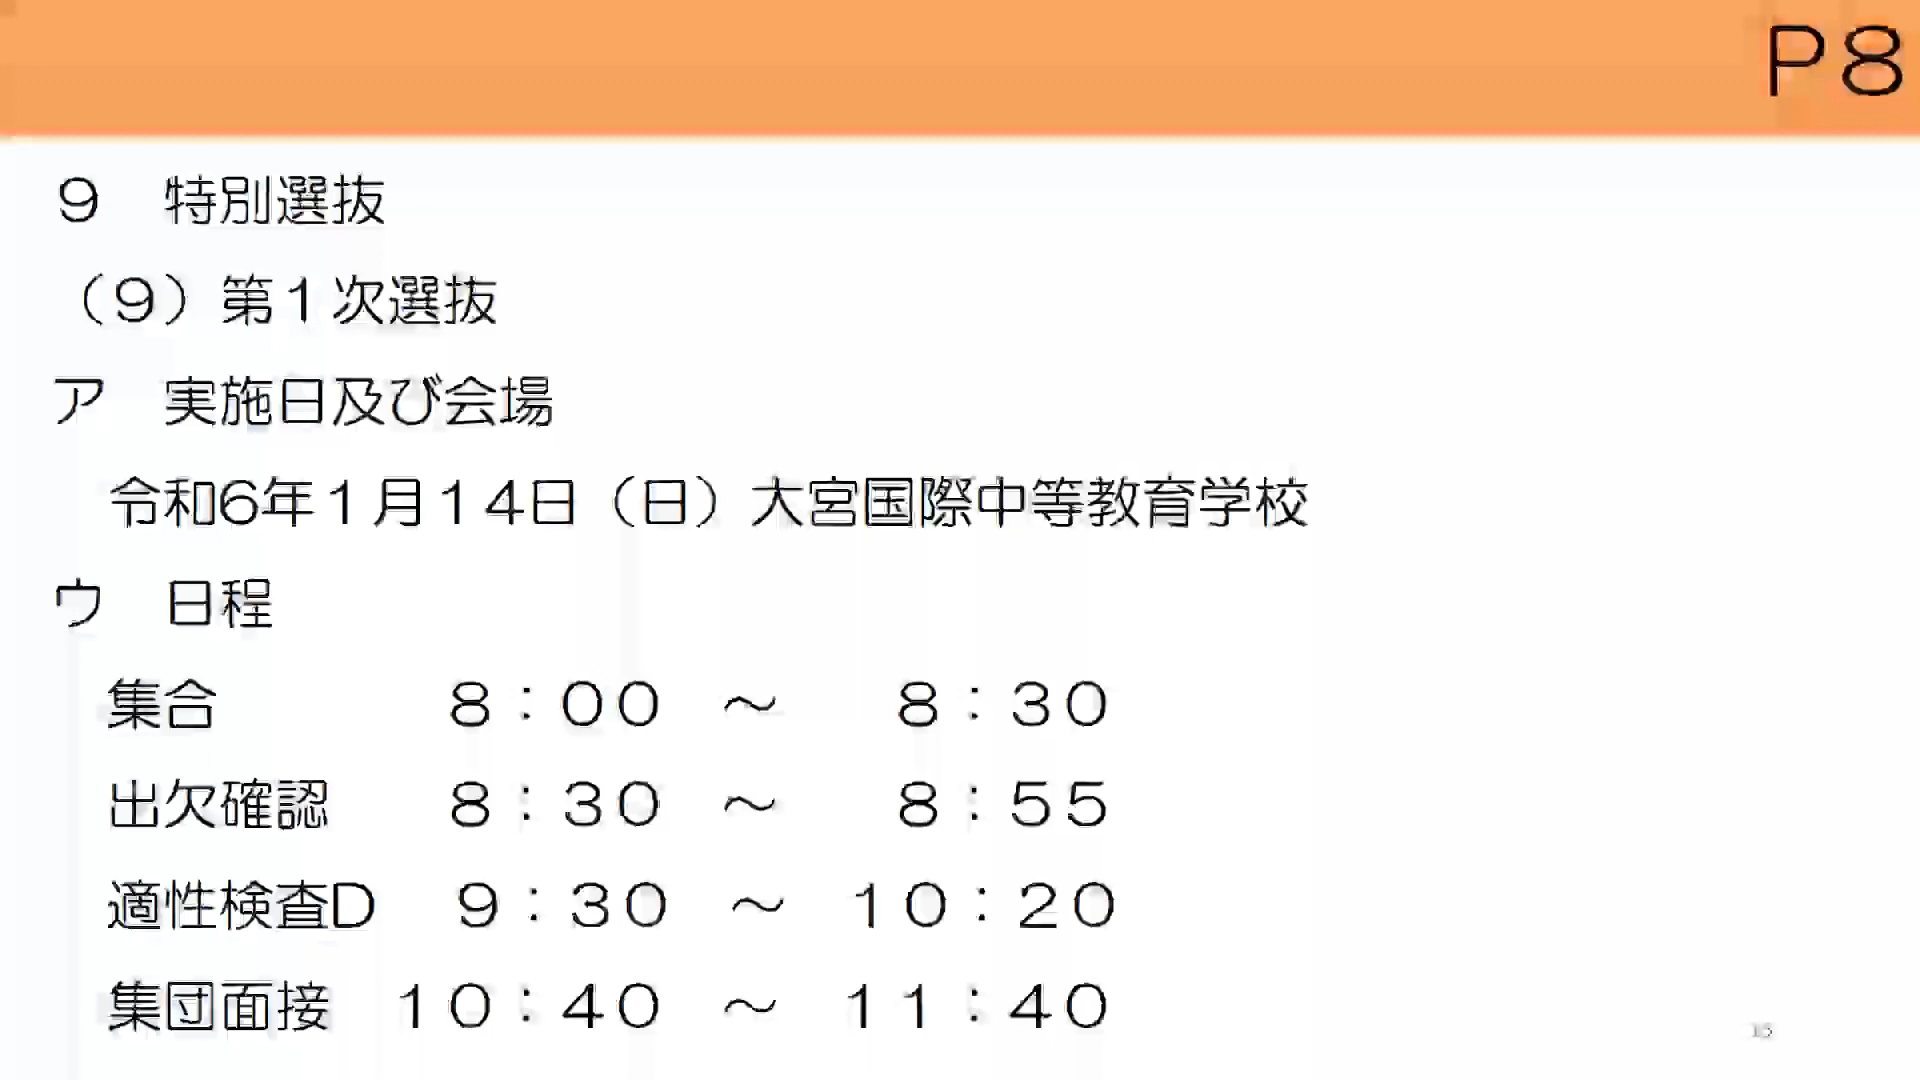 P8
９　特別選抜
（９）第１次選抜
ア　実施日及び会場
令和6年１月１４日（日）大宮国際中等教育学校
ウ　日程
集合　８：００　～　８：３０
出欠確認　８：３０　～　８：５５
適性検査D　９：３０　～　１０：２０
集団面接　１０：４０　～　１１：４０
15